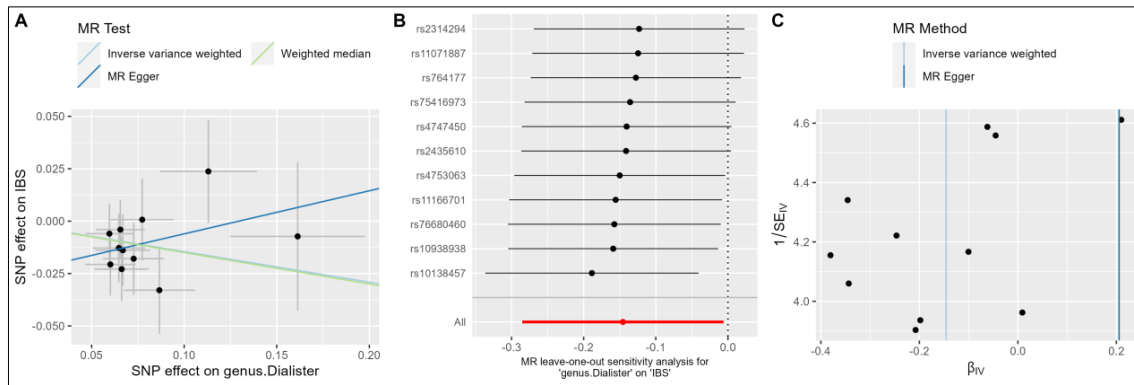 A
MR Test
Inverse variance weighted
Weighted median
MR Egger
0.050
0.025
0.000
-0.025
-0.050
SNP effect on IBS
0.05
0.10
0.15
0.20
SNP effect on genus.Dialister
B
rs2314294
rs11071887
rs764177
rs75416973
rs4747450
rs2435610
rs4753063
rs11166701
rs76680460
rs10938938
rs10138457
All
-0.3
-0.2
-0.1
0.0
MR leave-one-out sensitivity analysis for
'genus.Dialister' on 'IBS'
C
MR Method
Inverse variance weighted
MR Egger
4.6
4.4
4.2
4.0
1/SE_IV
-0.4
-0.2
0.0
0.2
β_IV